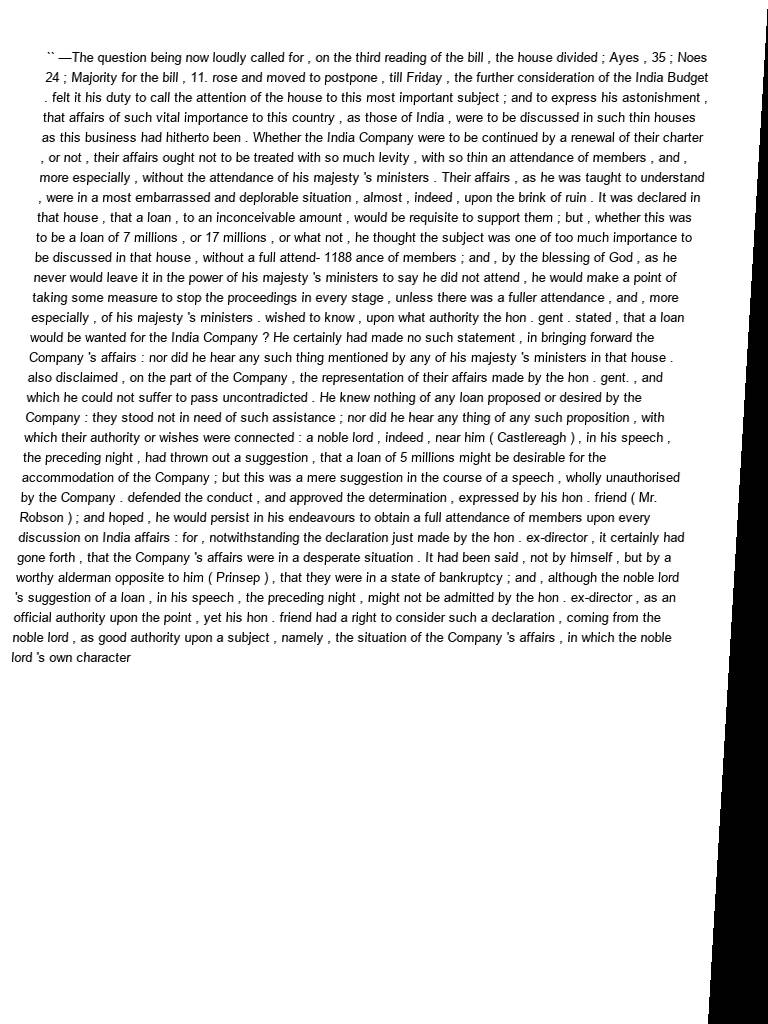 `` —The question being now loudly called for , on the third reading of the bill , the house divided ; Ayes , 35 ; Noes
24 ; Majority for the bill , 11. rose and moved to postpone , till Friday , the further consideration of the India Budget
. felt it his duty to call the attention of the house to this most important subject ; and to express his astonishment ,
that affairs of such vital importance to this country , as those of India , were to be discussed in such thin houses
as this business had hitherto been . Whether the India Company were to be continued by a renewal of their charter
, or not , their affairs ought not to be treated with so much levity , with so thin an attendance of members , and ,
more especially , without the attendance of his majesty 's ministers . Their affairs , as he was taught to understand
, were in a most embarrassed and deplorable situation , almost , indeed , upon the brink of ruin . It was declared in
that house , that a loan , to an inconceivable amount , would be requisite to support them ; but , whether this was
to be a loan of 7 millions , or 17 millions , or what not , he thought the subject was one of too much importance to
be discussed in that house , without a full attend- 1188 ance of members ; and , by the blessing of God , as he
never would leave it in the power of his majesty 's ministers to say he did not attend , he would make a point of
taking some measure to stop the proceedings in every stage , unless there was a fuller attendance , and , more
especially , of his majesty 's ministers . wished to know , upon what authority the hon . gent . stated , that a loan
would be wanted for the India Company ? He certainly had made no such statement , in bringing forward the
Company 's affairs : nor did he hear any such thing mentioned by any of his majesty 's ministers in that house .
also disclaimed , on the part of the Company , the representation of their affairs made by the hon . gent. , and
which he could not suffer to pass uncontradicted . He knew nothing of any loan proposed or desired by the
Company : they stood not in need of such assistance ; nor did he hear any thing of any such proposition , with
which their authority or wishes were connected : a noble lord , indeed , near him ( Castlereagh ) , in his speech ,
the preceding night , had thrown out a suggestion , that a loan of 5 millions might be desirable for the
accommodation of the Company ; but this was a mere suggestion in the course of a speech , wholly unauthorised
by the Company . defended the conduct , and approved the determination , expressed by his hon . friend ( Mr.
Robson ) ; and hoped , he would persist in his endeavours to obtain a full attendance of members upon every
discussion on India affairs : for , notwithstanding the declaration just made by the hon . ex-director , it certainly had
gone forth , that the Company 's affairs were in a desperate situation . It had been said , not by himself , but by a
worthy alderman opposite to him ( Prinsep ) , that they were in a state of bankruptcy ; and , although the noble lord
's suggestion of a loan , in his speech , the preceding night , might not be admitted by the hon . ex-director , as an
official authority upon the point , yet his hon . friend had a right to consider such a declaration , coming from the
noble lord , as good authority upon a subject , namely , the situation of the Company 's affairs , in which the noble
lord 's own character